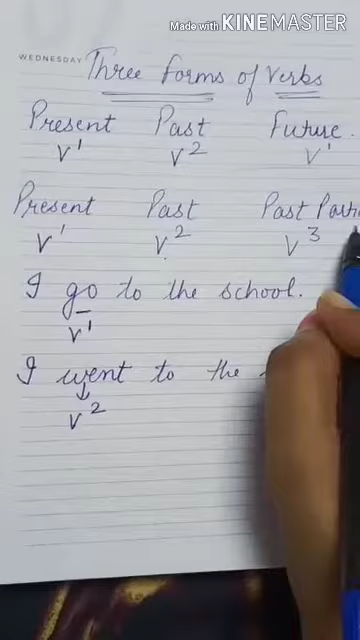 Made with KINEMASTER
WEDNESDAY
Three forms of Verbs
Present Past Future.
V1 V2 V1
Present Past Past
V1 V2 V3
I go to the school.
V1
I went to the
V2